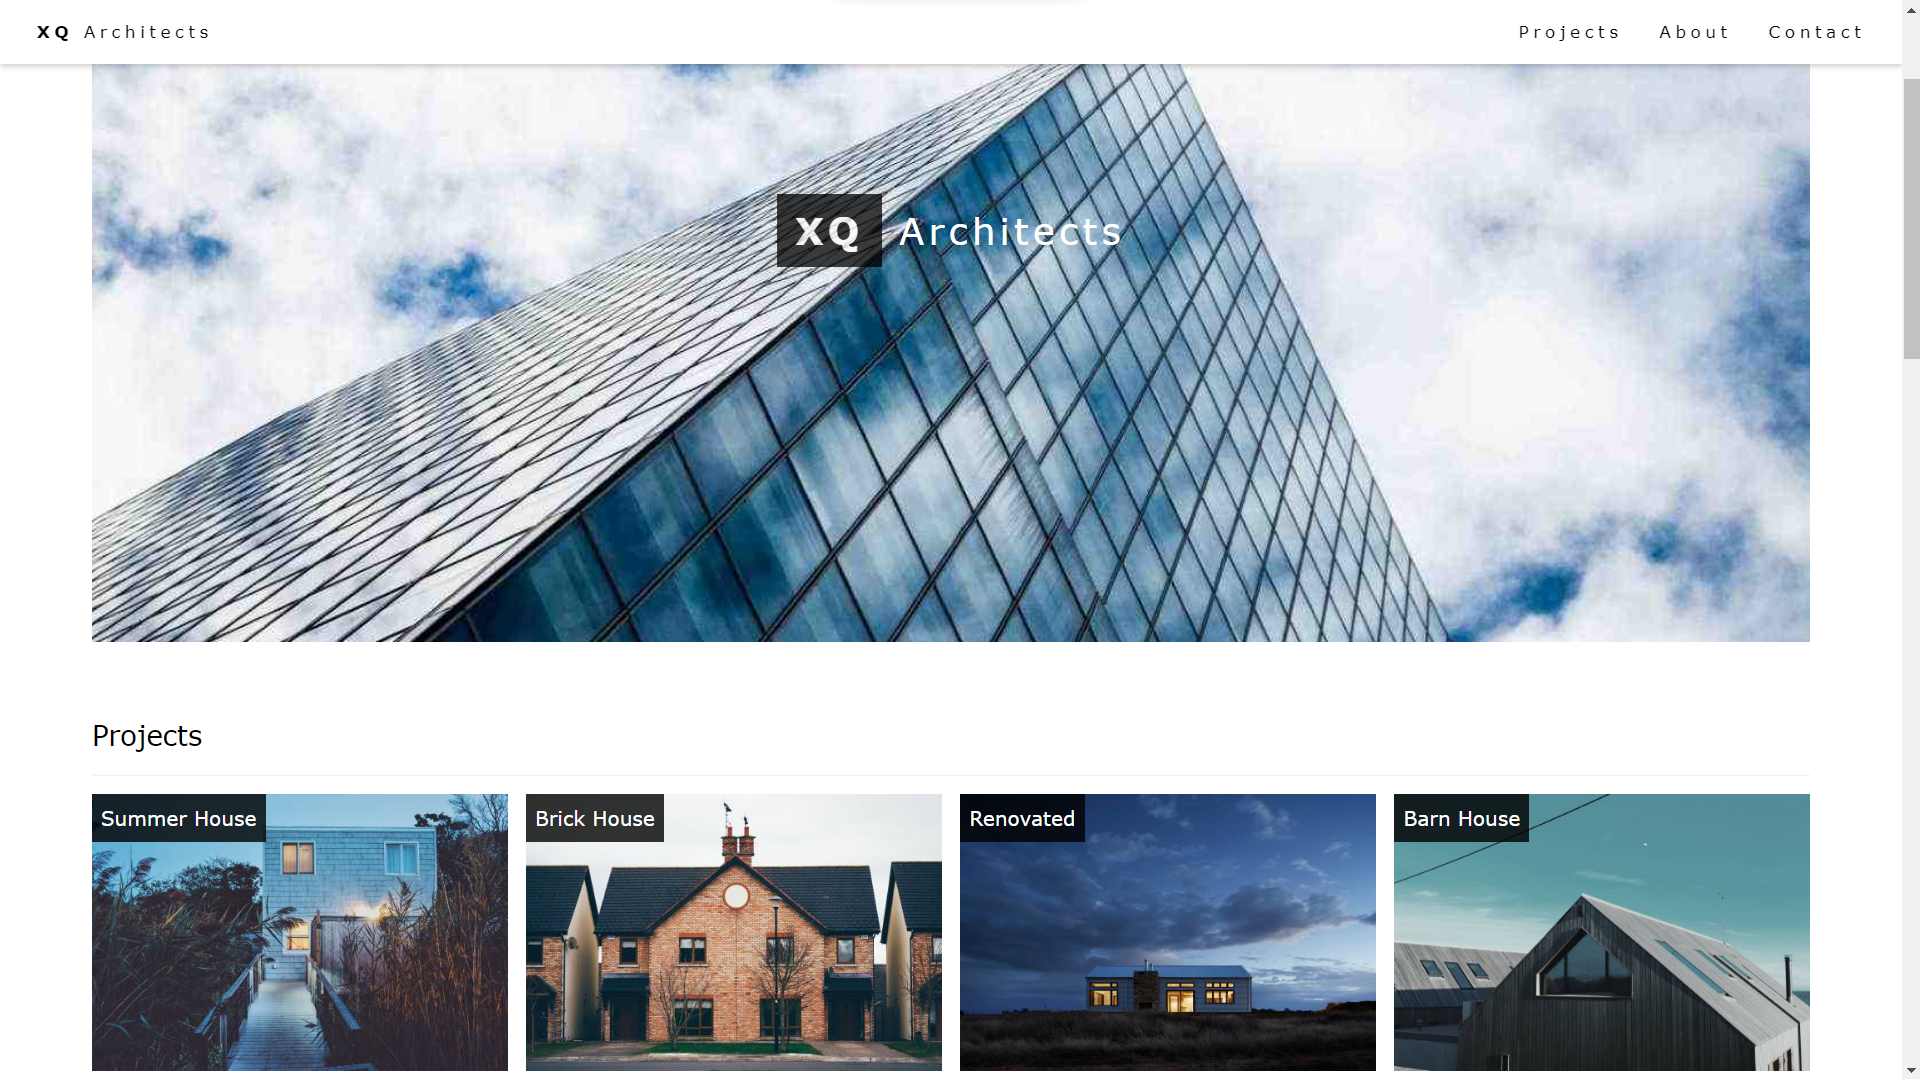 XQ Architects
Projects About Contact
XQ Architects
Projects
Summer House
Brick House
Renovated
Barn House